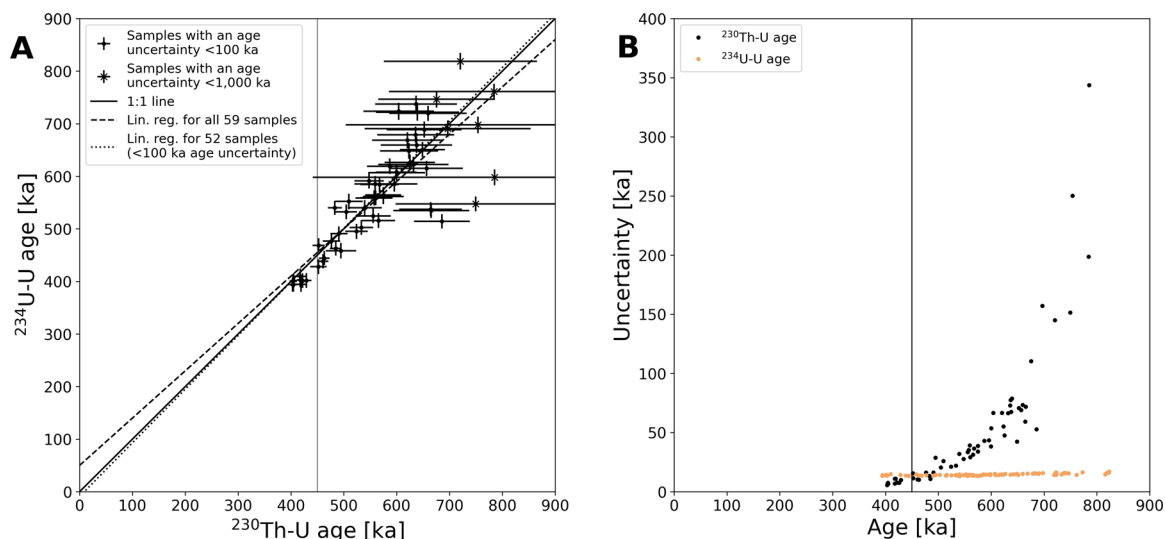 A
Samples with an age
uncertainty <100 ka
Samples with an age
uncertainty <1,000 ka
1:1 line
Lin. reg. for all 59 samples
Lin. reg. for 52 samples
(<100 ka age uncertainty)
900
800
700
600
500
400
300
200
100
0
²³⁴U-U age [ka]
0 100 200 300 400 500 600 700 800 900
²³⁰Th-U age [ka]
B
²³⁰Th-U age
²³⁴U-U age
400
350
300
250
200
150
100
50
0
Uncertainty [ka]
0 100 200 300 400 500 600 700 800 900
Age [ka]